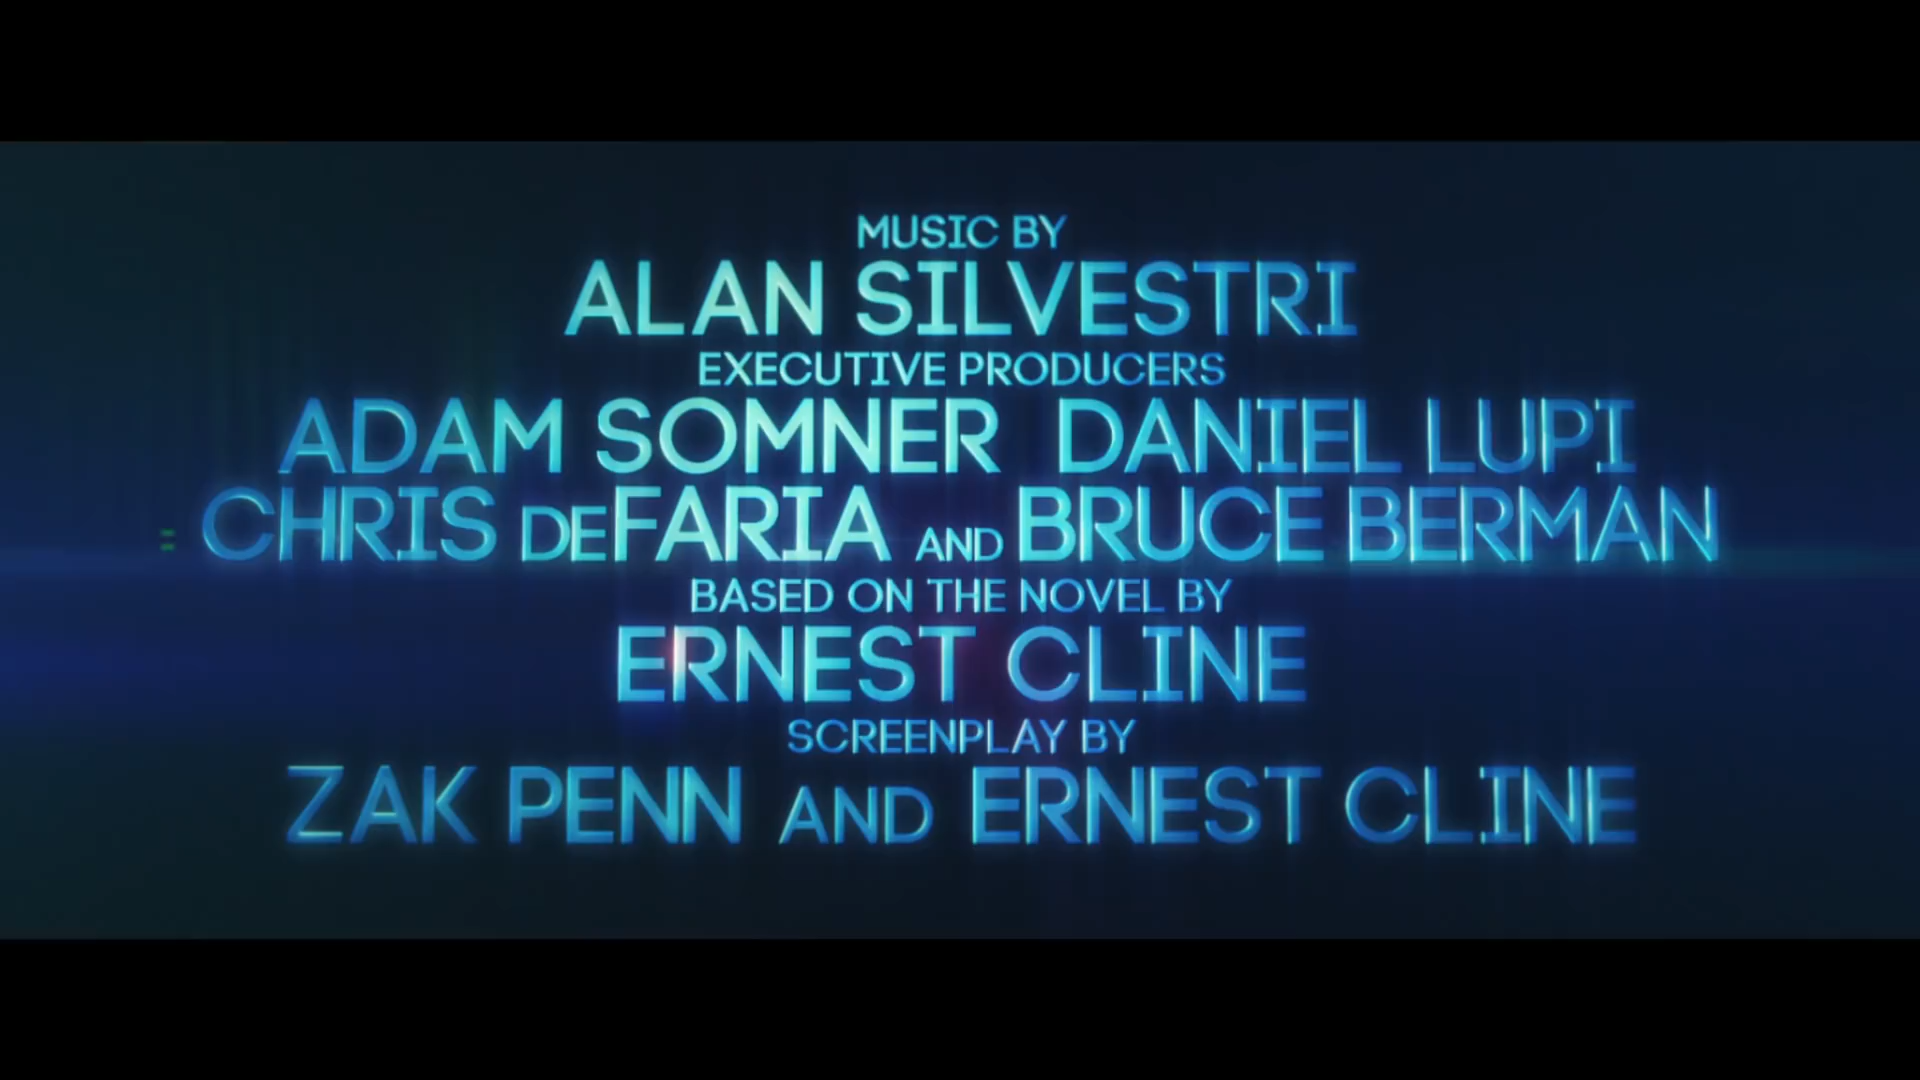 MUSIC BY
ALAN SILVESTRI
EXECUTIVE PRODUCERS
ADAM SOMNER DANIEL LUPI
CHRIS DEFARIA AND BRUCE BERMAN
BASED ON THE NOVEL BY
ERNEST CLINE
SCREENPLAY BY
ZAK PENN AND ERNEST CLINE